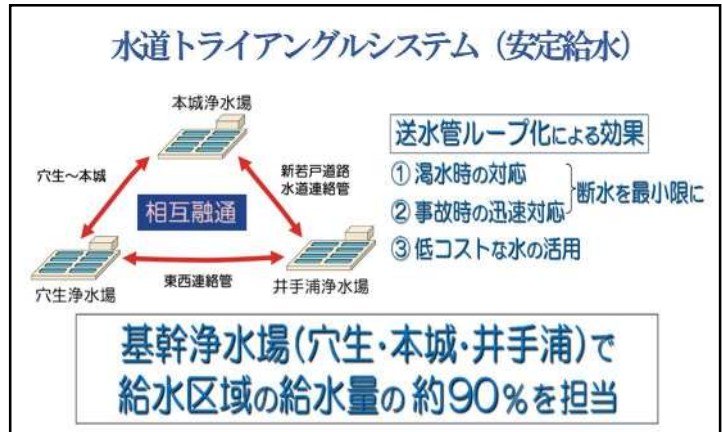 水道トライアングルシステム（安定給水）
本城浄水場
穴生～本城
新若戸道路
水道連絡管
相互融通
穴生浄水場
東西連絡管
井手浦浄水場
送水管ループ化による効果
①渇水時の対応
②事故時の迅速対応
断水を最小限に
③低コストな水の活用
基幹浄水場（穴生・本城・井手浦）で
給水区域の給水量の約90%を担当